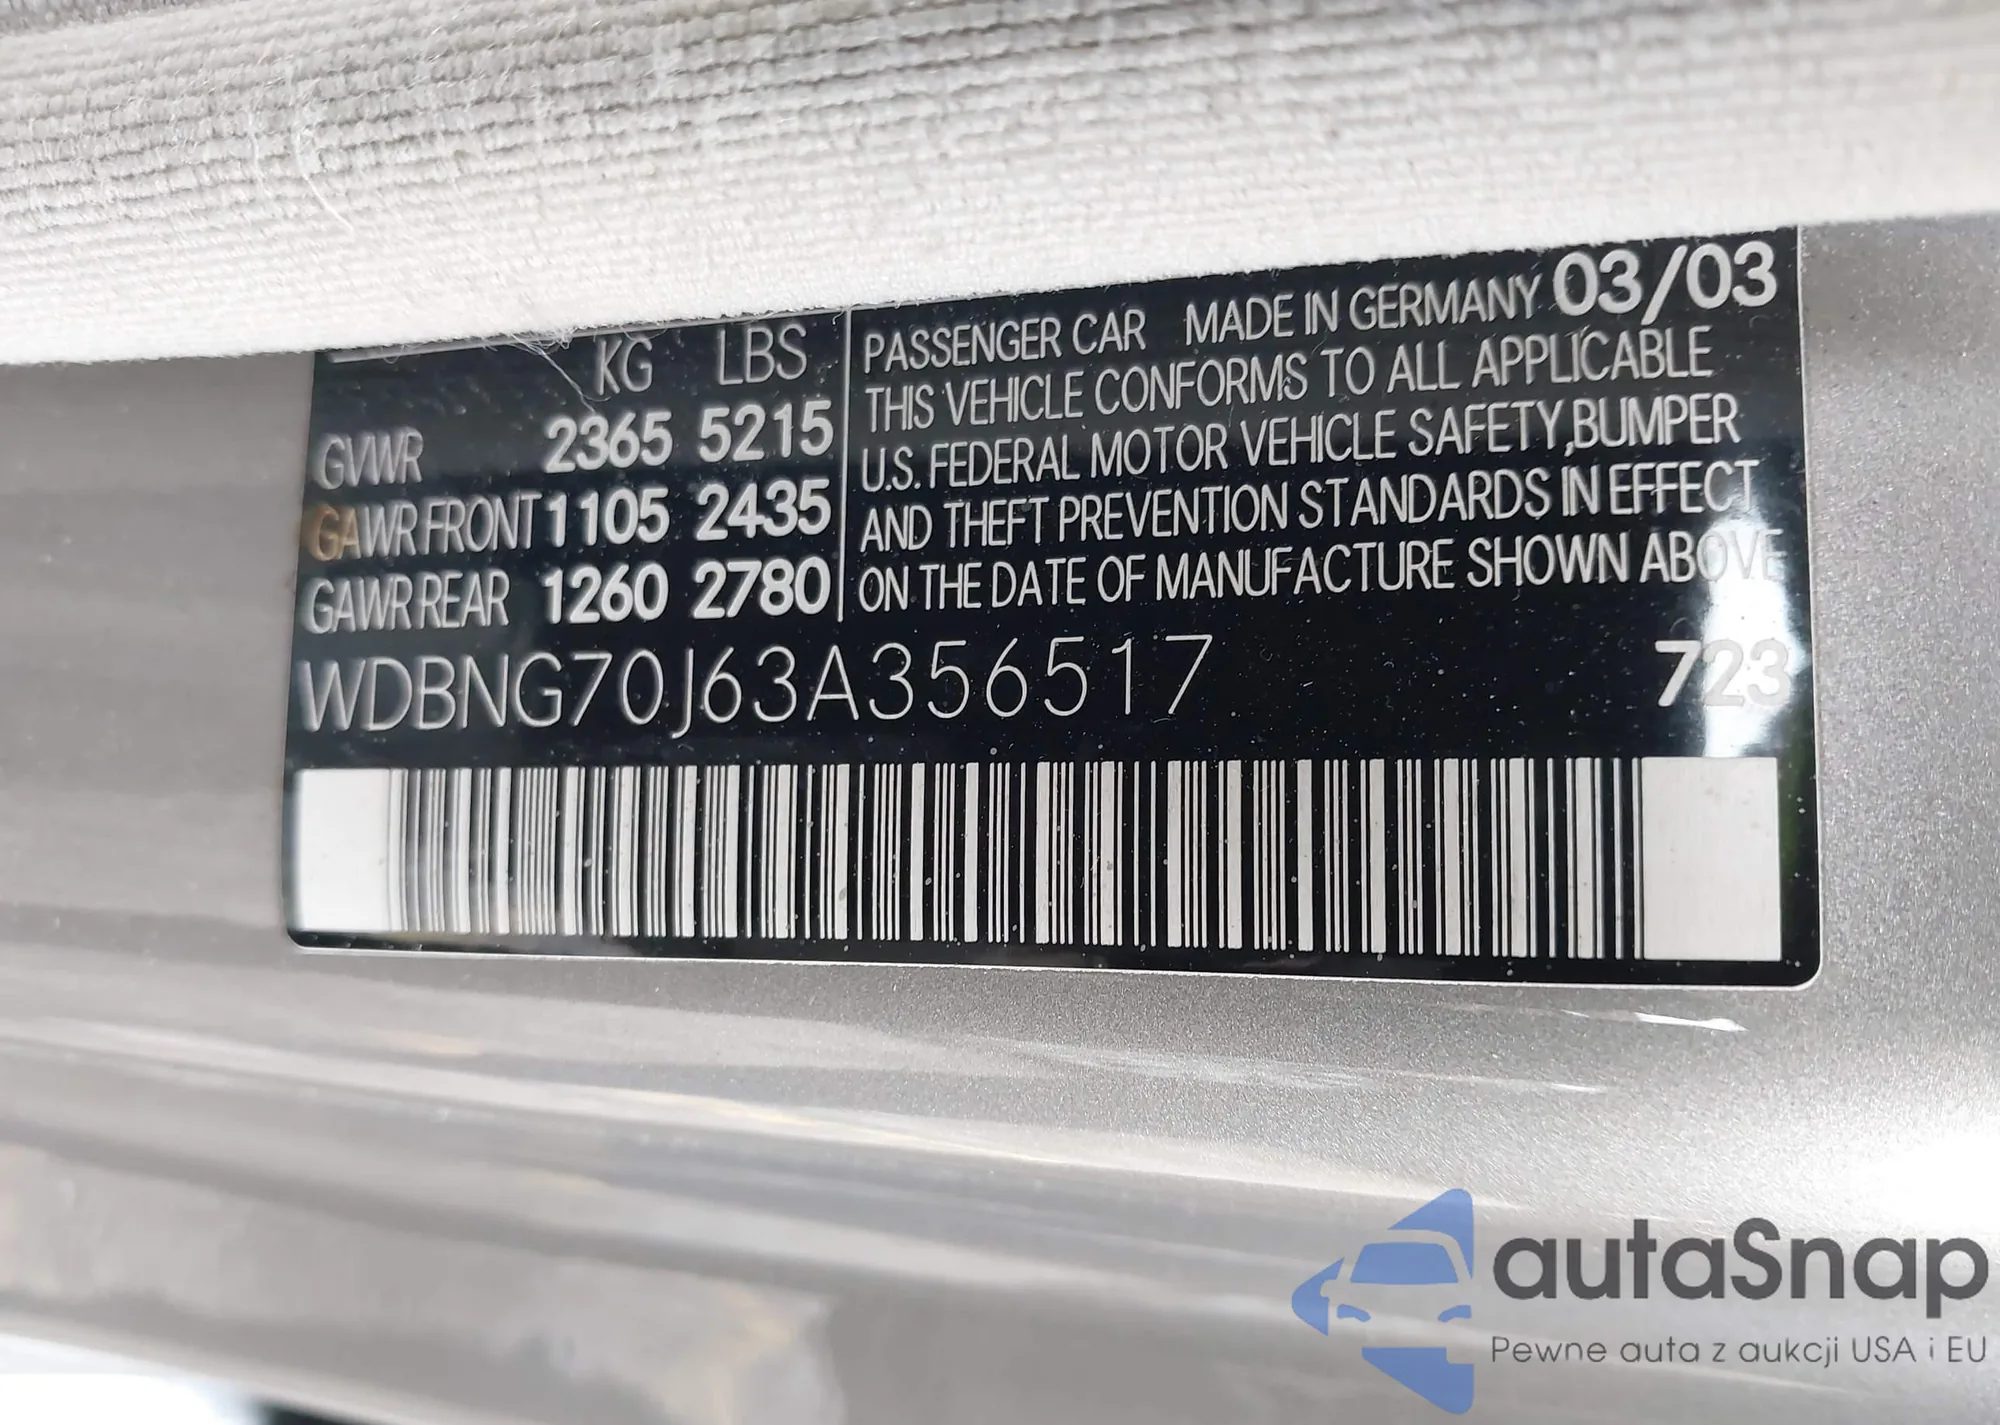 KG LBS
GVWR 2365 5215
GAWR FRONT 1105 2435
GAWR REAR 1260 2780
PASSENGER CAR MADE IN GERMANY 03/03
THIS VEHICLE CONFORMS TO ALL APPLICABLE
U.S. FEDERAL MOTOR VEHICLE SAFETY,BUMPER
AND THEFT PREVENTION STANDARDS IN EFFECT
ON THE DATE OF MANUFACTURE SHOWN ABOVE
WDBNG70J63A356517 723
autaSnap
Pewne auta z aukcji USA i EU